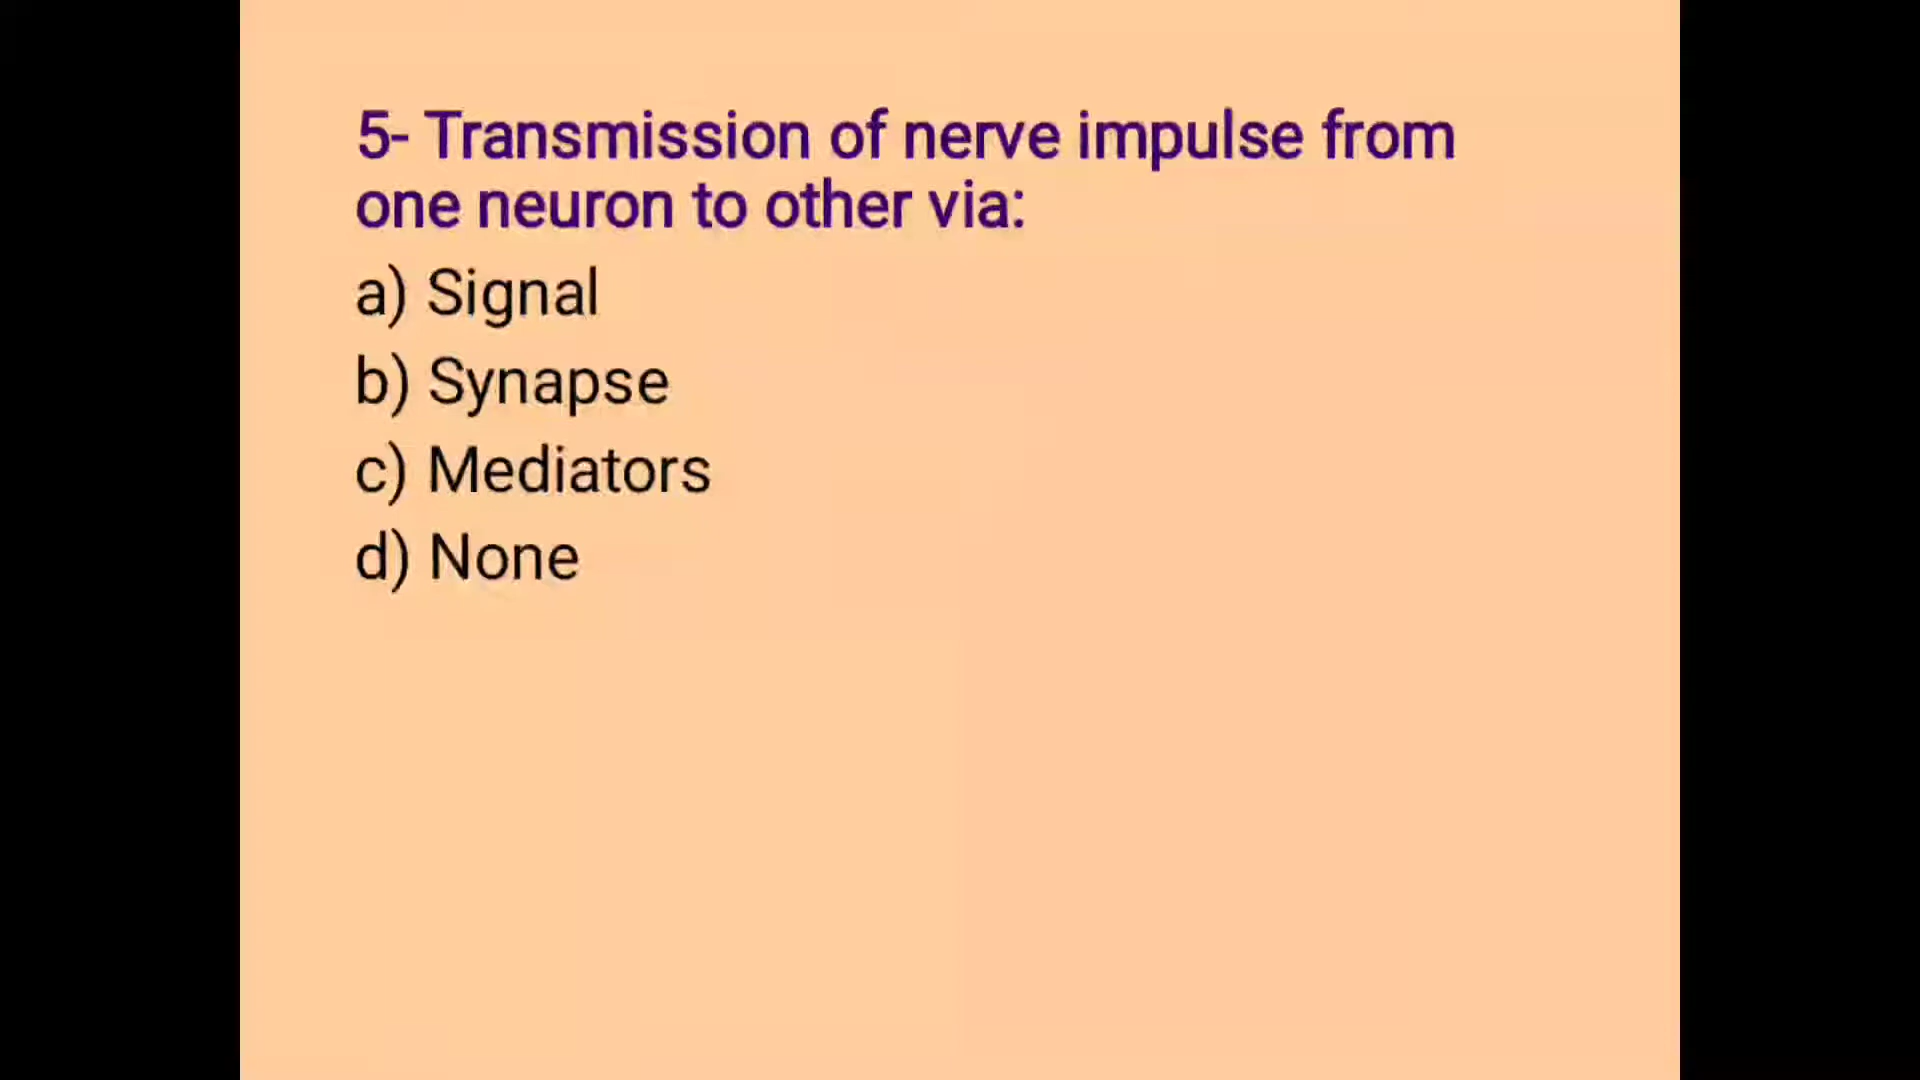 5- Transmission of nerve impulse from
one neuron to other via:
a) Signal
b) Synapse
c) Mediators
d) None